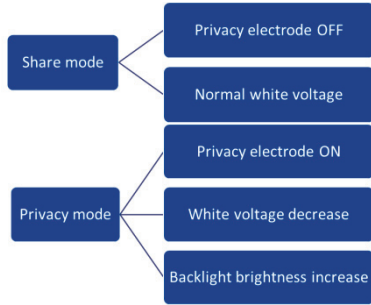 Share mode
Privacy electrode OFF
Normal white voltage
Privacy mode
Privacy electrode ON
White voltage decrease
Backlight brightness increase